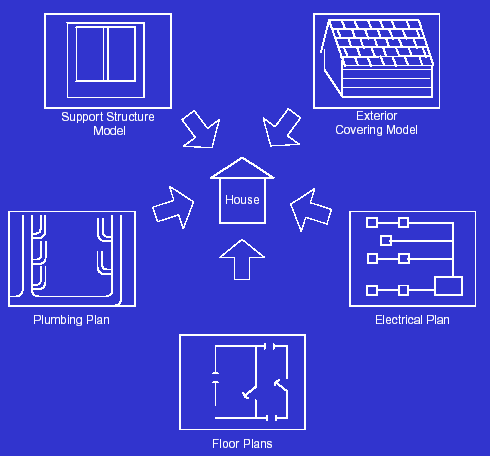 Support Structure
Model
Exterior
Covering Model
House
Plumbing Plan
Electrical Plan
Floor Plans